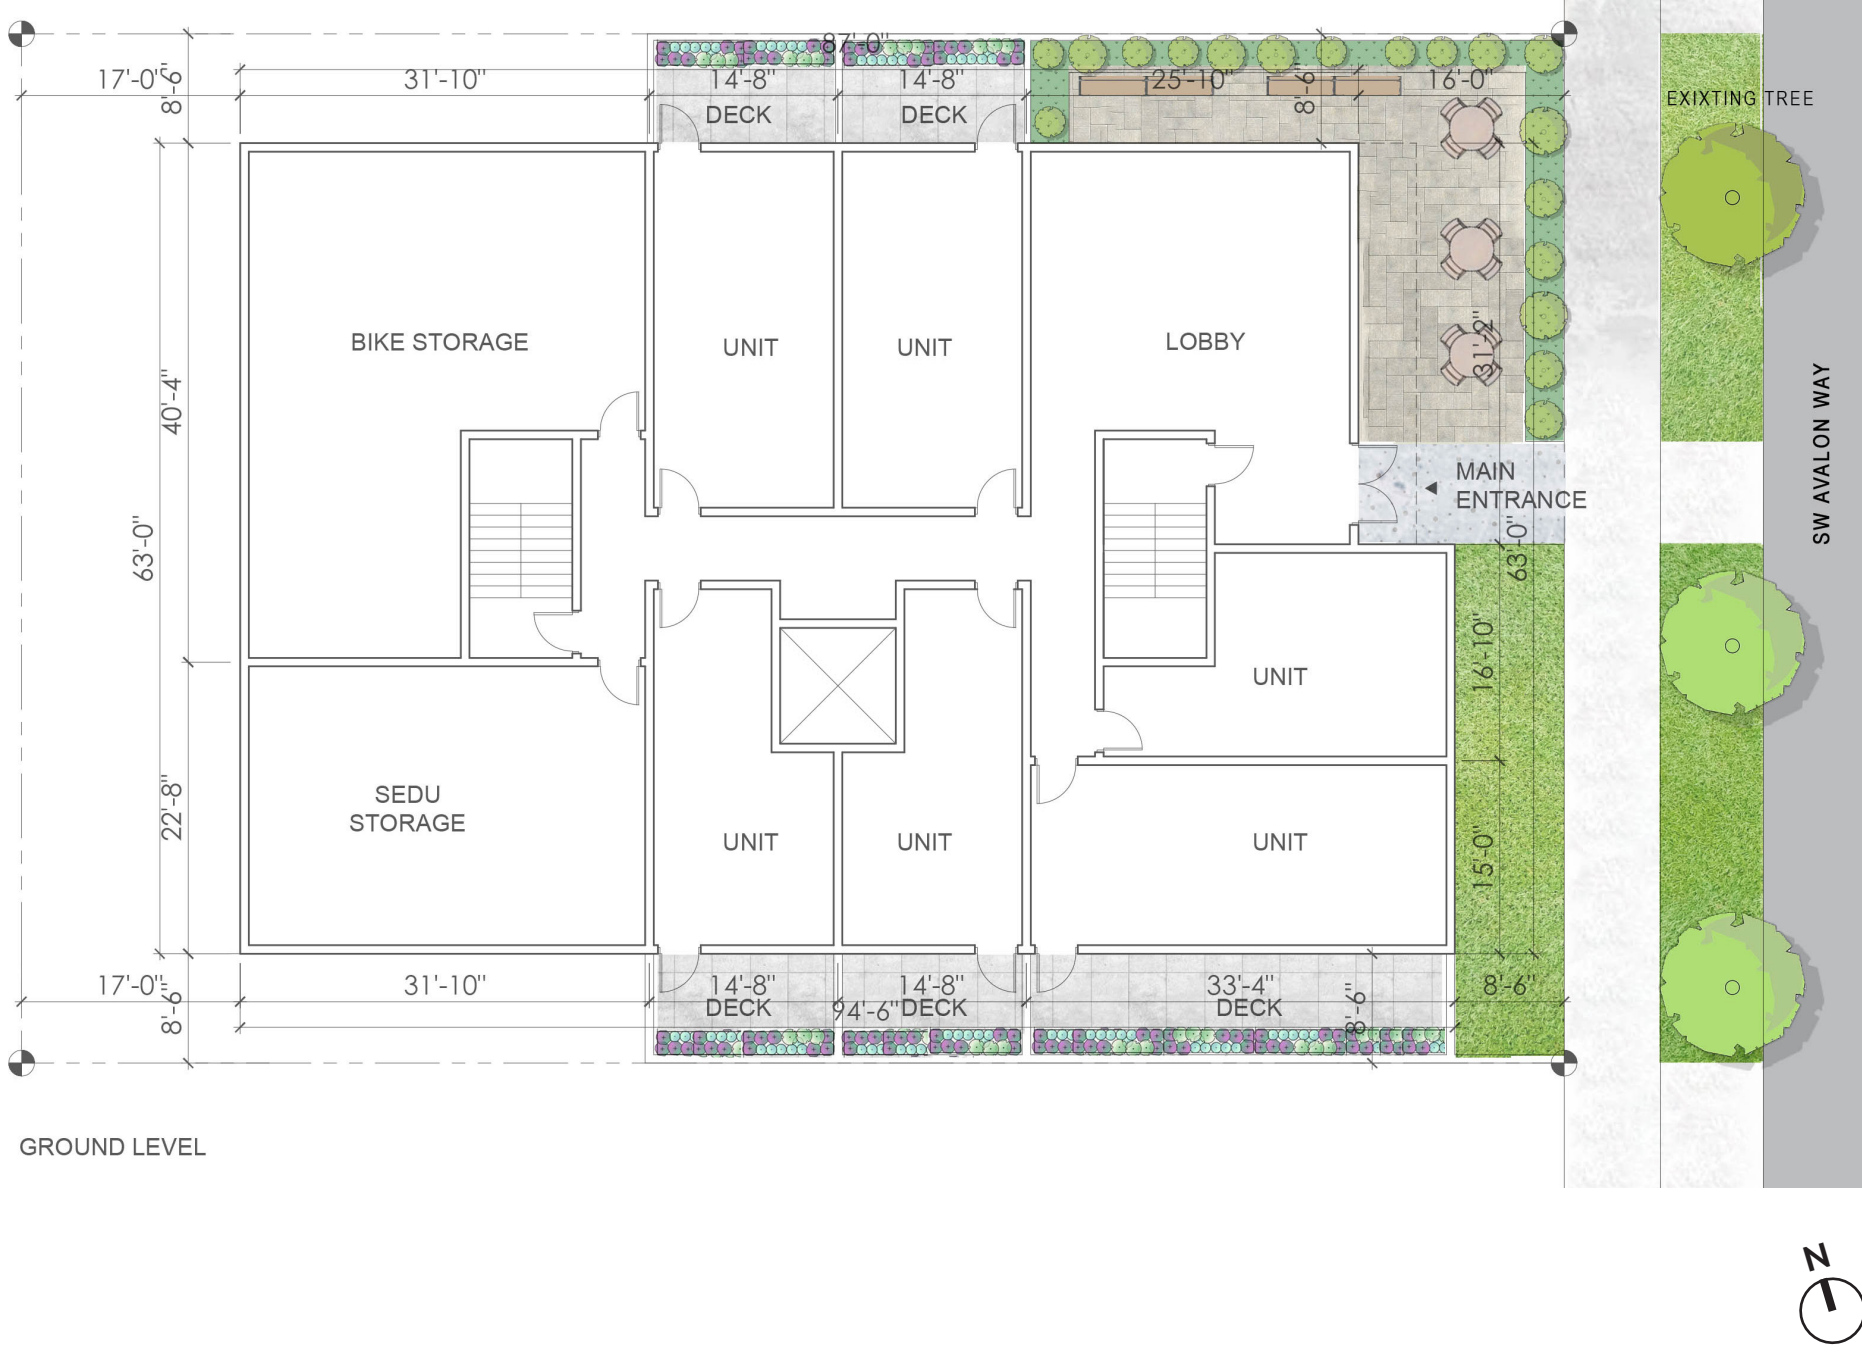 87'-0"
17'-0"
8'-6"
31'-10"
14'-8"
14'-8"
25'-10"
8'-6"
16'-0"
DECK
DECK
EXIXTING TREE
BIKE STORAGE
UNIT
UNIT
LOBBY
31'-2"
40'-4"
SW AVALON WAY
MAIN
ENTRANCE
63'-0"
63'-0"
16'-10"
UNIT
22'-8"
SEDU
STORAGE
UNIT
UNIT
UNIT
15'-0"
17'-0"
8'-6"
31'-10"
14'-8"
14'-8"
33'-4"
8'-6"
8'-6"
DECK
94'-6"
DECK
DECK
GROUND LEVEL
N